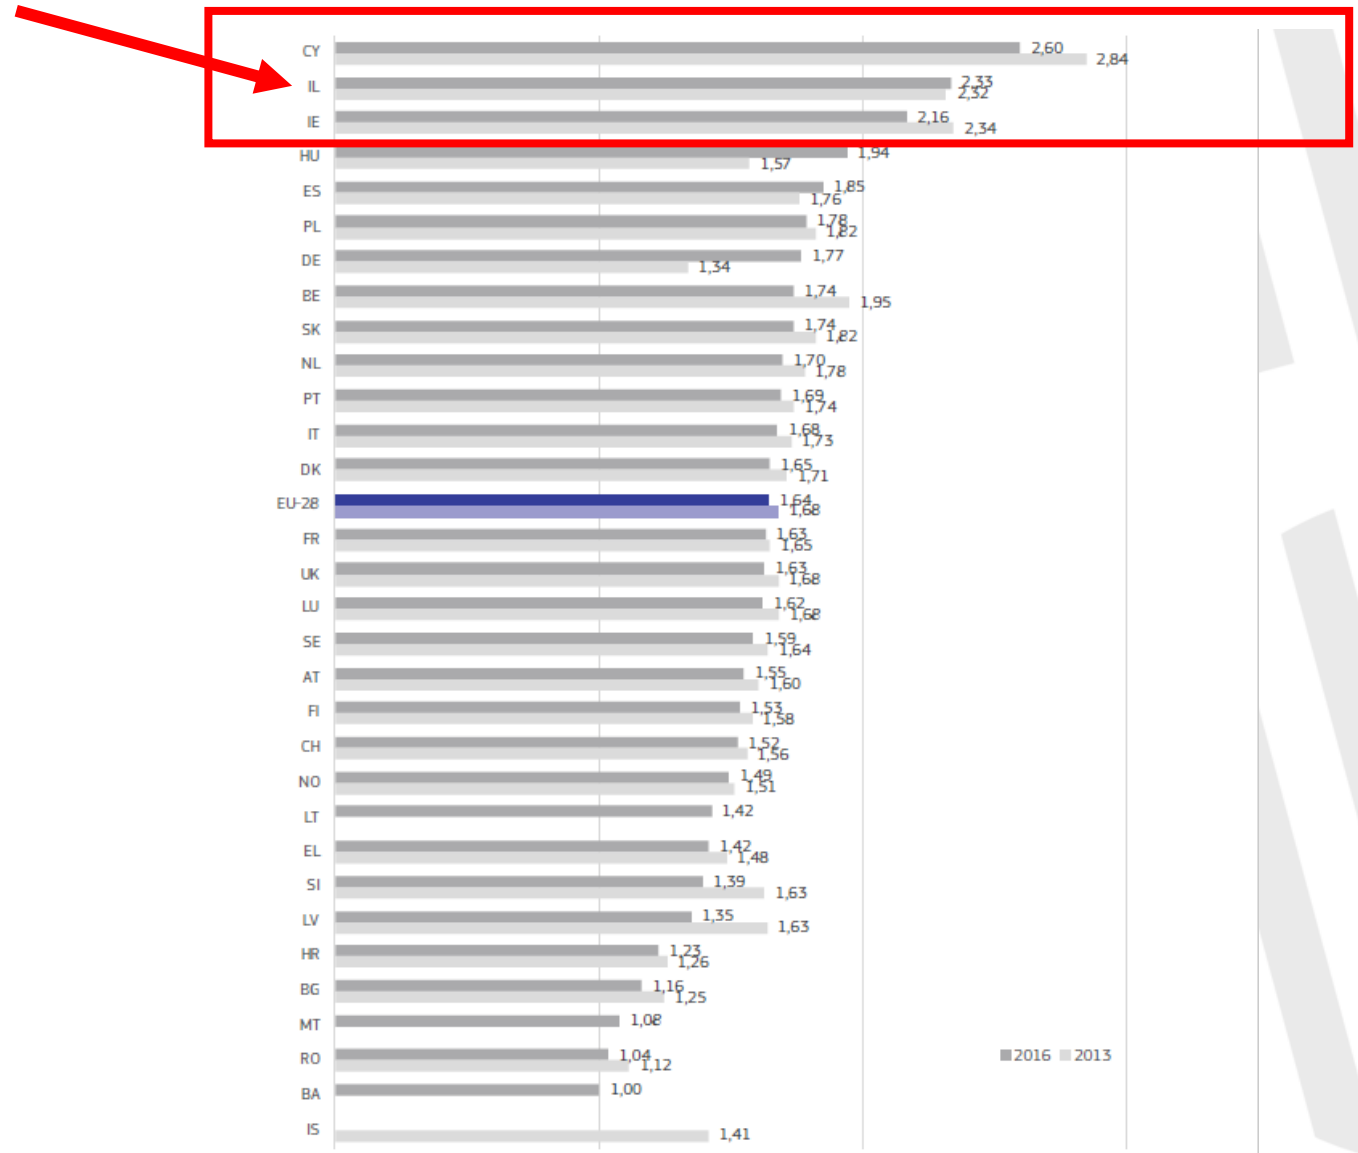 CY 2,60
2,84
IL 2,33
2,32
IE 2,16
2,34
HU 1,94
1,57
ES 1,85
1,76
PL 1,78
1,82
DE 1,77
1,34
BE 1,74
1,95
SK 1,74
1,82
NL 1,70
1,78
PT 1,69
1,74
IT 1,68
1,73
DK 1,65
1,71
EU-28 1,64
1,68
FR 1,63
1,65
UK 1,63
1,68
LU 1,62
1,68
SE 1,59
1,64
AT 1,55
1,60
FI 1,53
1,58
CH 1,52
1,56
NO 1,49
1,51
LT 1,42
EL 1,42
1,48
SI 1,39
1,63
LV 1,35
1,63
HR 1,23
1,26
BG 1,16
1,25
MT 1,08
RO 1,04
1,12
2016 2013
BA 1,00
IS 1,41